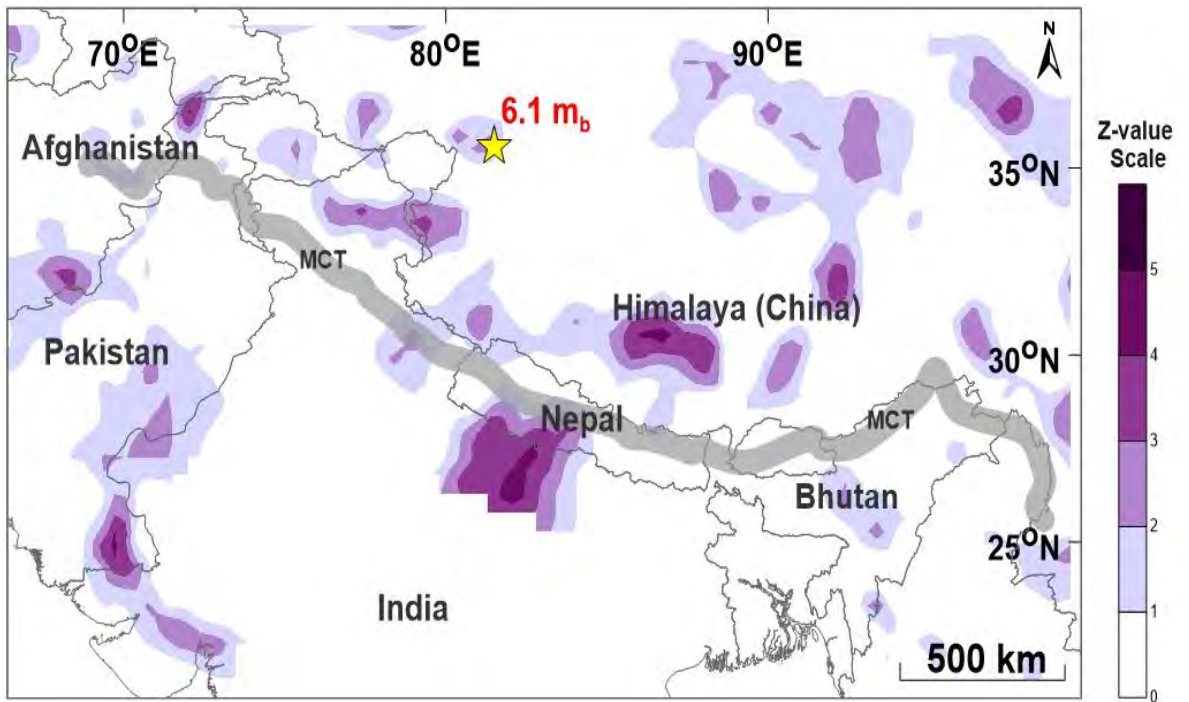 70°E
80°E
90°E
N
6.1 mb
Z-value
Scale
Afghanistan
35°N
MCT
5
Himalaya (China)
Pakistan
30°N
4
Nepal
MCT
3
Bhutan
2
25°N
India
1
500 km
0